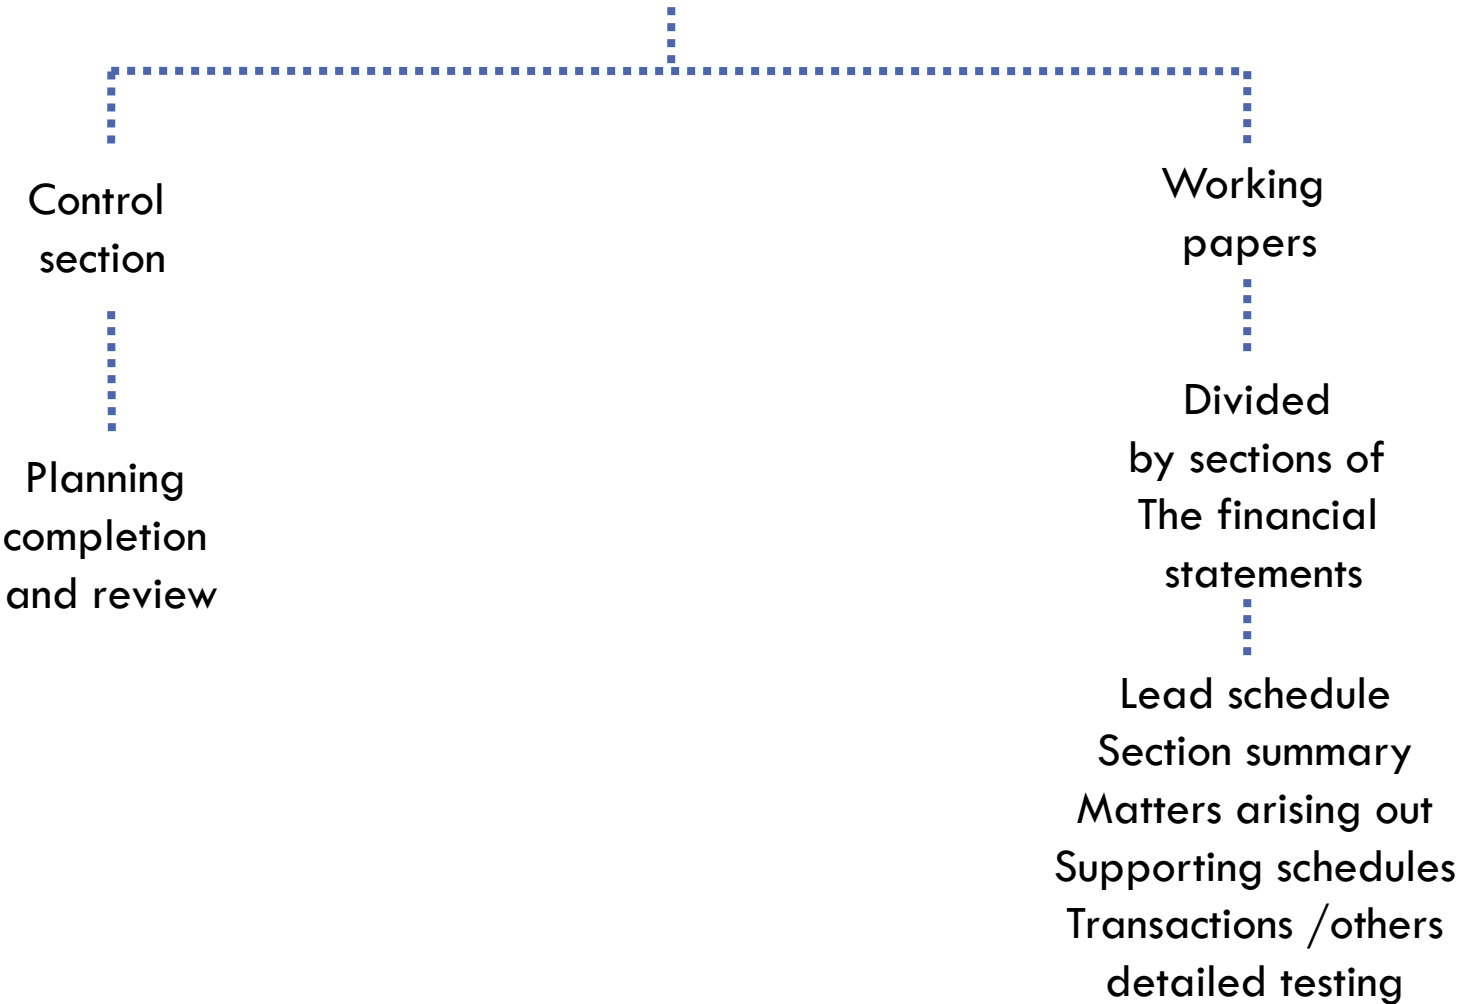 Control
section
Planning
completion
and review
Working
papers
Divided
by sections of
The financial
statements
Lead schedule
Section summary
Matters arising out
Supporting schedules
Transactions /others
detailed testing